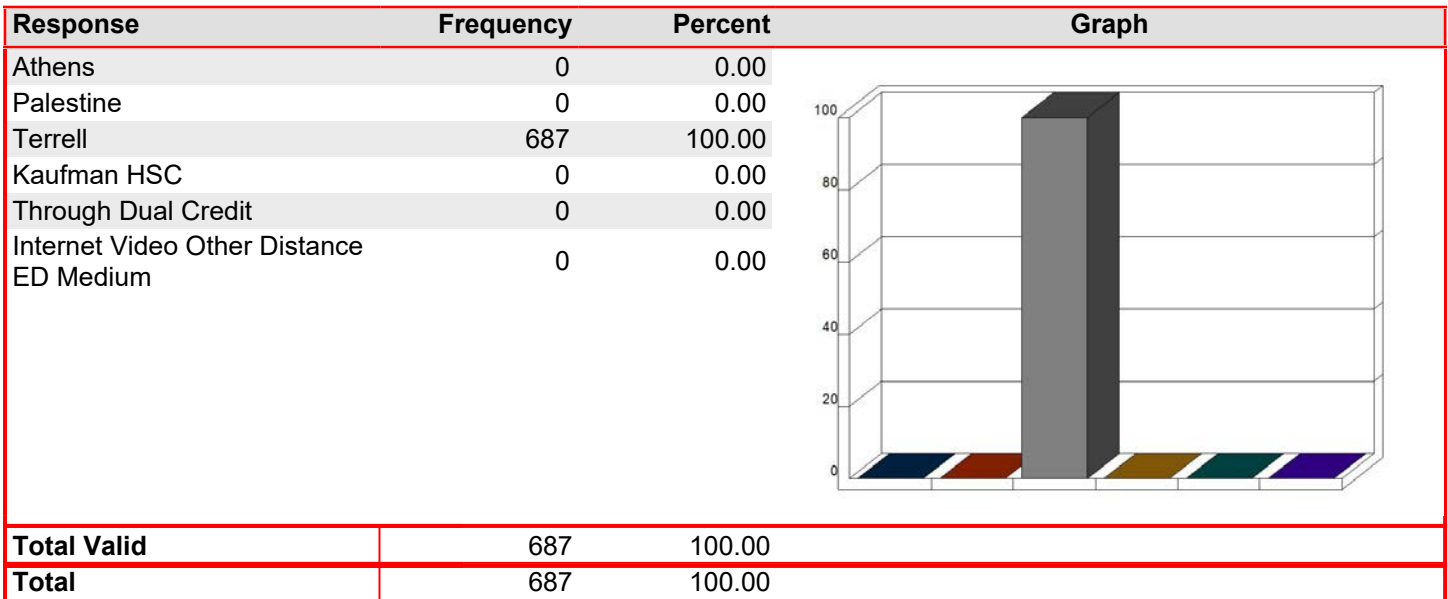 Response Frequency Percent Graph
Athens 0 0.00
Palestine 0 0.00
Terrell 687 100.00
Kaufman HSC 0 0.00
Through Dual Credit 0 0.00
Internet Video Other Distance
ED Medium 0 0.00
100
80
60
40
20
0
Total Valid 687 100.00
Total 687 100.00